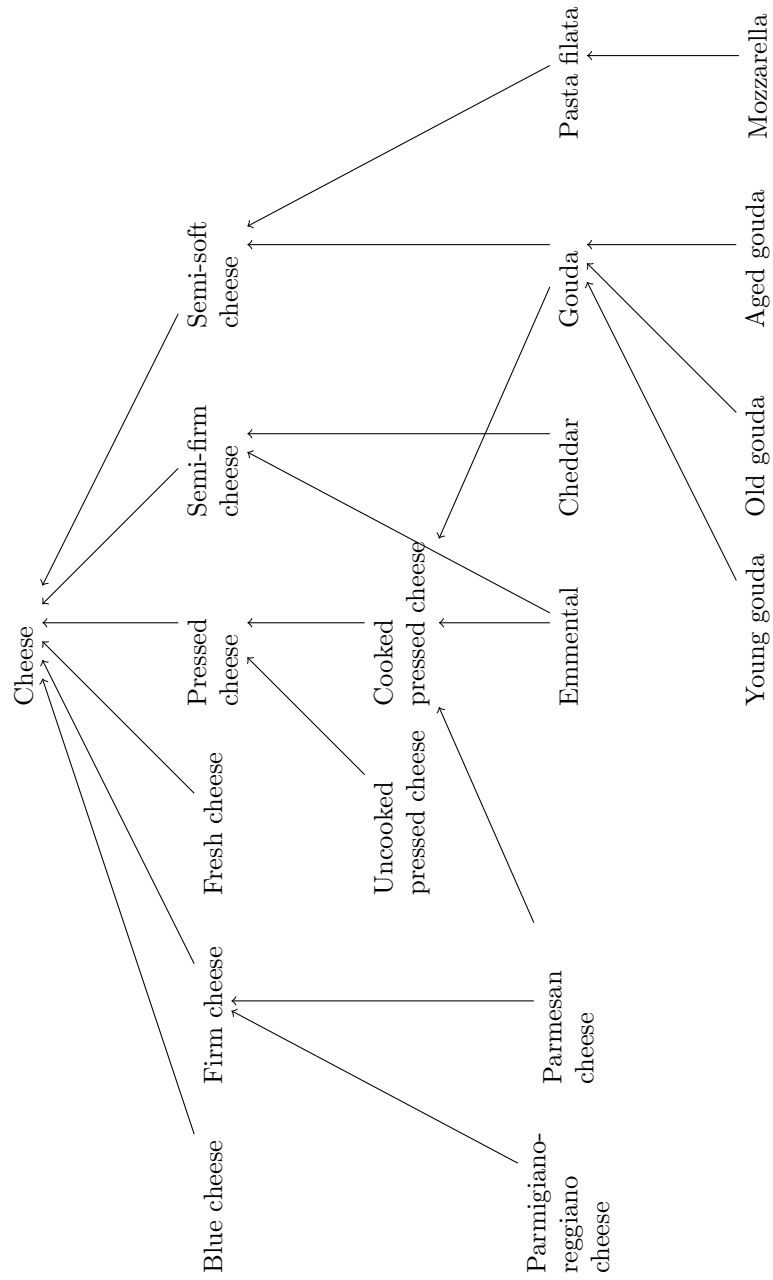 Cheese
Blue cheese
Firm cheese
Fresh cheese
Pressed
cheese
Semi-firm
cheese
Semi-soft
cheese
Uncooked
pressed cheese
Cooked
pressed cheese
Parmigiano-
reggiano
cheese
Parmesan
cheese
Emmental
Cheddar
Gouda
Pasta filata
Young gouda
Old gouda
Aged gouda
Mozzarella